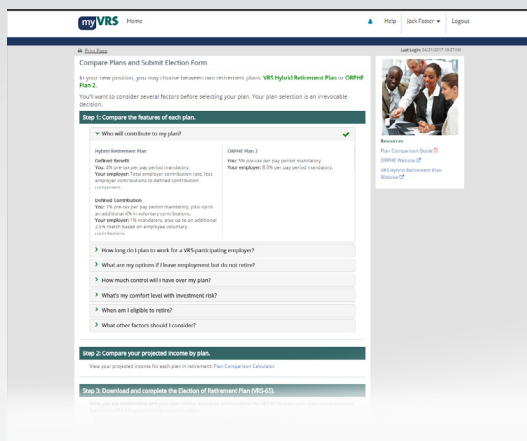 myVRS Home Help Jack Foster Logout
Print Page Last Login: 04/21/2017 10:27AM
Compare Plans and Submit Election Form
In your new position, you may choose between two retirement plans: VRS Hybrid Retirement Plan or ORPHE
Plan 2.
You'll want to consider several factors before selecting your plan. Your plan selection is an irrevocable
decision.
Step 1: Compare the features of each plan.
Who will contribute to my plan?
Hybrid Retirement Plan
Defined Benefit
You: 4% pre-tax per pay period mandatory.
Your employer: Total employer contribution rate, less
employer contributions to defined contribution
component.
Defined Contribution
You: 1% pre-tax per pay period mandatory, plus up to
an additional 4% in voluntary contributions.
Your employer: 1% mandatory, plus up to an additional
2.5% match based on employee voluntary
contributions.
ORPHE Plan 2
You: 5% pre-tax per pay period mandatory.
Your employer: 8.5% per pay period mandatory.
How long do I plan to work for a VRS-participating employer?
What are my options if I leave employment but do not retire?
How much control will I have over my plan?
What's my comfort level with investment risk?
When am I eligible to retire?
What other factors should I consider?
Step 2: Compare your projected income by plan.
View your projected income for each plan in retirement: Plan Comparison Calculator
Step 3: Download and complete the Election of Retirement Plan (VRS-65).
Resources
Plan Comparison Guide
ORPHE
Website
VRS Hybrid Retirement Plan
Website